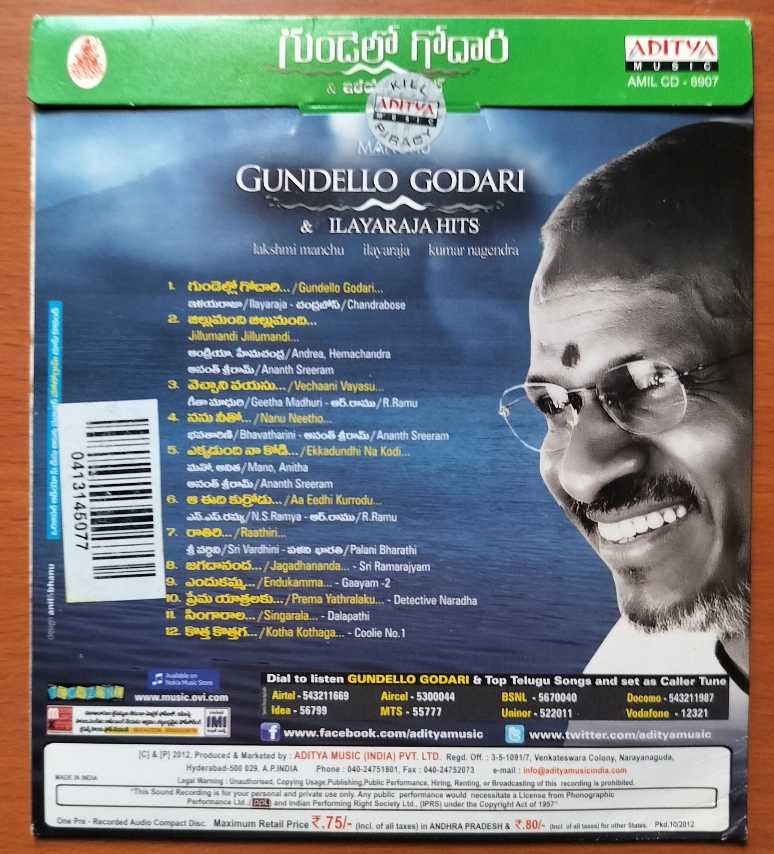 గుండెల్లో గోదారి
ADITYA
MUSIC
AMIL CD - 6907
&
KILL
ADITYA
MUSIC
PIRACY
GUNDELLO GODARI
& ILAYARAJA HITS
lakshmi manchu ilayaraja kumar nagendra
1. గుండెల్లో గోదారి... /Gundello Godari...
ఇళయరాజా/Ilayaraja - చంద్రబోస్/Chandrabose
2. జిల్లుమంది జిల్లుమంది...
Jillumandi Jillumandi...
ఆండ్రియా, హేమచంద్ర/Andrea, Hemachandra
అనంత్ శ్రీరామ్/Ananth Sreeram
3. వెచ్చాని వయసు... /Vechaani Vayasu...
గీతా మాధురి/Geetha Madhuri - ఆర్.రాము/R.Ramu
4. నను నీతో... /Nanu Neetho...
భవతారిణి/Bhavatharini - అనంత్ శ్రీరామ్/Ananth Sreeram
5. ఎక్కడుంది నా కోడి... /Ekkadundhi Na Kodi...
మనో, అనిత/Mano, Anitha
అనంత్ శ్రీరామ్/Ananth Sreeram
6. ఆ ఈది కుర్రోడు... /Aa Eedhi Kurrodu...
ఎన్.ఎస్.రమ్య/N.S.Ramya - ఆర్.రాము/R.Ramu
7. రాతిరి... /Raathiri...
శ్రీ వర్ధిని/Sri Vardhini - పళని భారతి/Palani Bharathi
8. జగదానంద... /Jagadhananda... - Sri Ramarajyam
9. ఎందుకమ్మ... /Endukamma... - Gaayam -2
10. ప్రేమ యాత్రలకు... /Prema Yathralaku... - Detective Naradha
11. సింగారాల... /Singarala... - Dalapathi
12. కొత్త కొత్తగ... /Kotha Kothaga... - Coolie No.1
0413145077
anil bhanu
Available on
Nokia Music Store
www.music.ovi.com
IMI
Dial to listen GUNDELLO GODARI & Top Telugu Songs and set as Caller Tune
Airtel - 543211669 Aircel - 5300044 BSNL - 5670040 Docomo - 543211987
Idea - 56799 MTS - 55777 Uninor - 522011 Vodafone - 12321
f www.facebook.com/adityamusic www.twitter.com/adityamusic
[C] & [P] 2012, Produced & Marketed by : ADITYA MUSIC (INDIA) PVT. LTD. Regd. Off. : 3-5-1091/7, Venkateswara Colony, Narayanaguda,
Hyderabad-500 029. A.P.INDIA Phone : 040-24751801, Fax : 040-24752073 e-mail : info@adityamusicindia.com
MADE IN INDIA
Legal Warning : Unauthorised, Copying Usage,Publishing,Public Performance, Hiring, Renting, or Broadcasting of this recording is prohibited.
"This Sound Recording is for your personal and private use only. Any public performance would necessitate a License from Phonographic
Performance Ltd., ppl and Indian Performing Right Society Ltd., (IPRS) under the Copyright Act of 1957"
One Pre - Recorded Audio Compact Disc. Maximum Retail Price ₹.75/- (Incl. of all taxes) in ANDHRA PRADESH & ₹.80/- (Incl. of all taxes) for other States. Pkd.10/2012